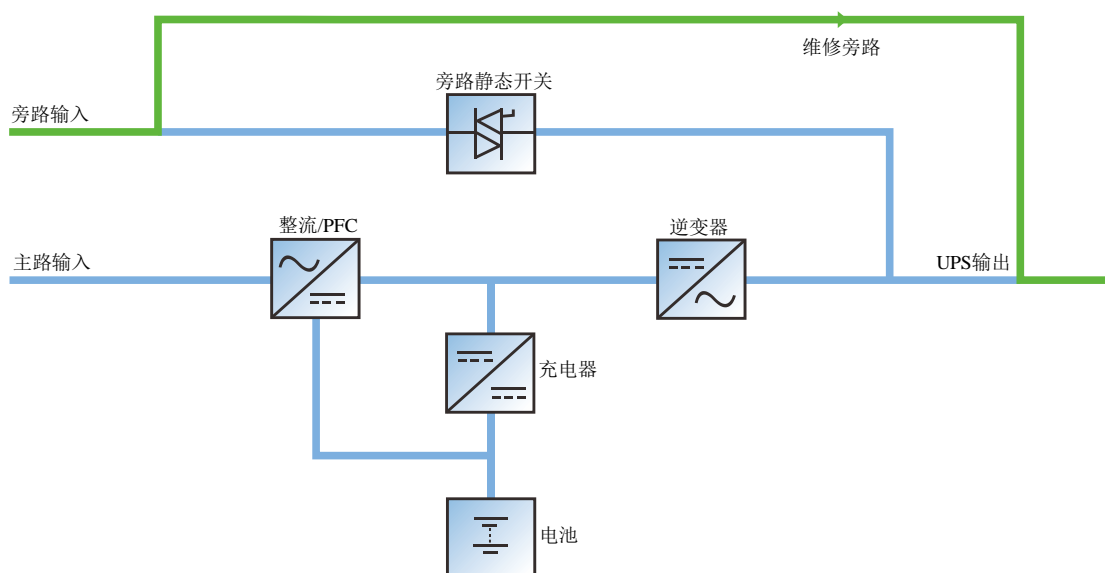 维修旁路
旁路静态开关
旁路输入
整流/PFC
逆变器
主路输入
UPS输出
充电器
电池